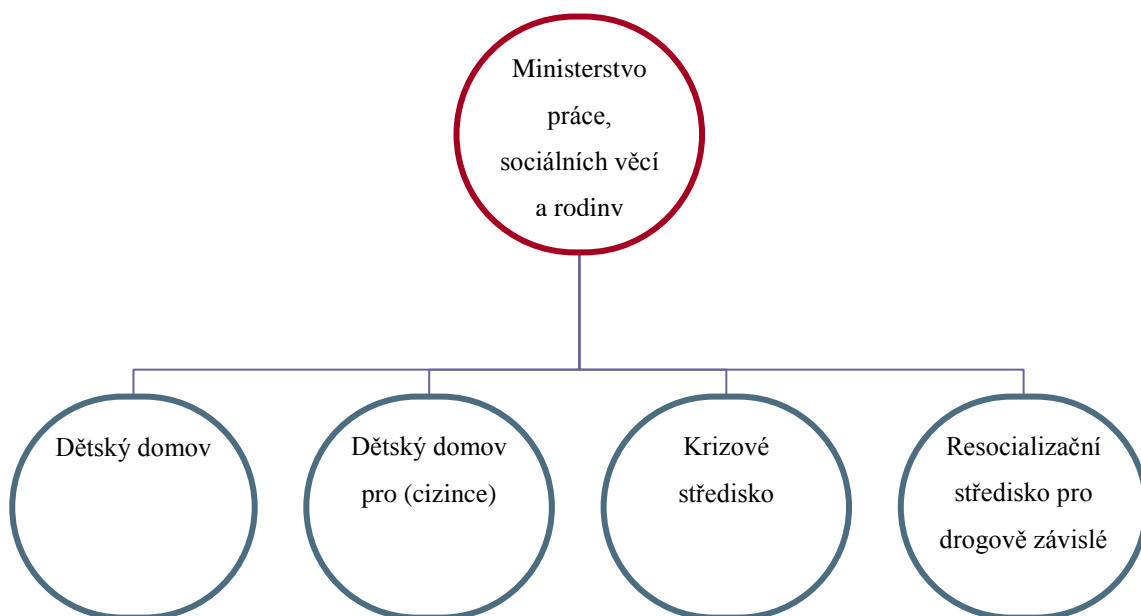 Ministerstvo
práce,
sociálních věcí
a rodinv
Dětský domov
Dětský domov
pro (cizince)
Krizové
středisko
Resocializační
středisko pro
drogově závislé